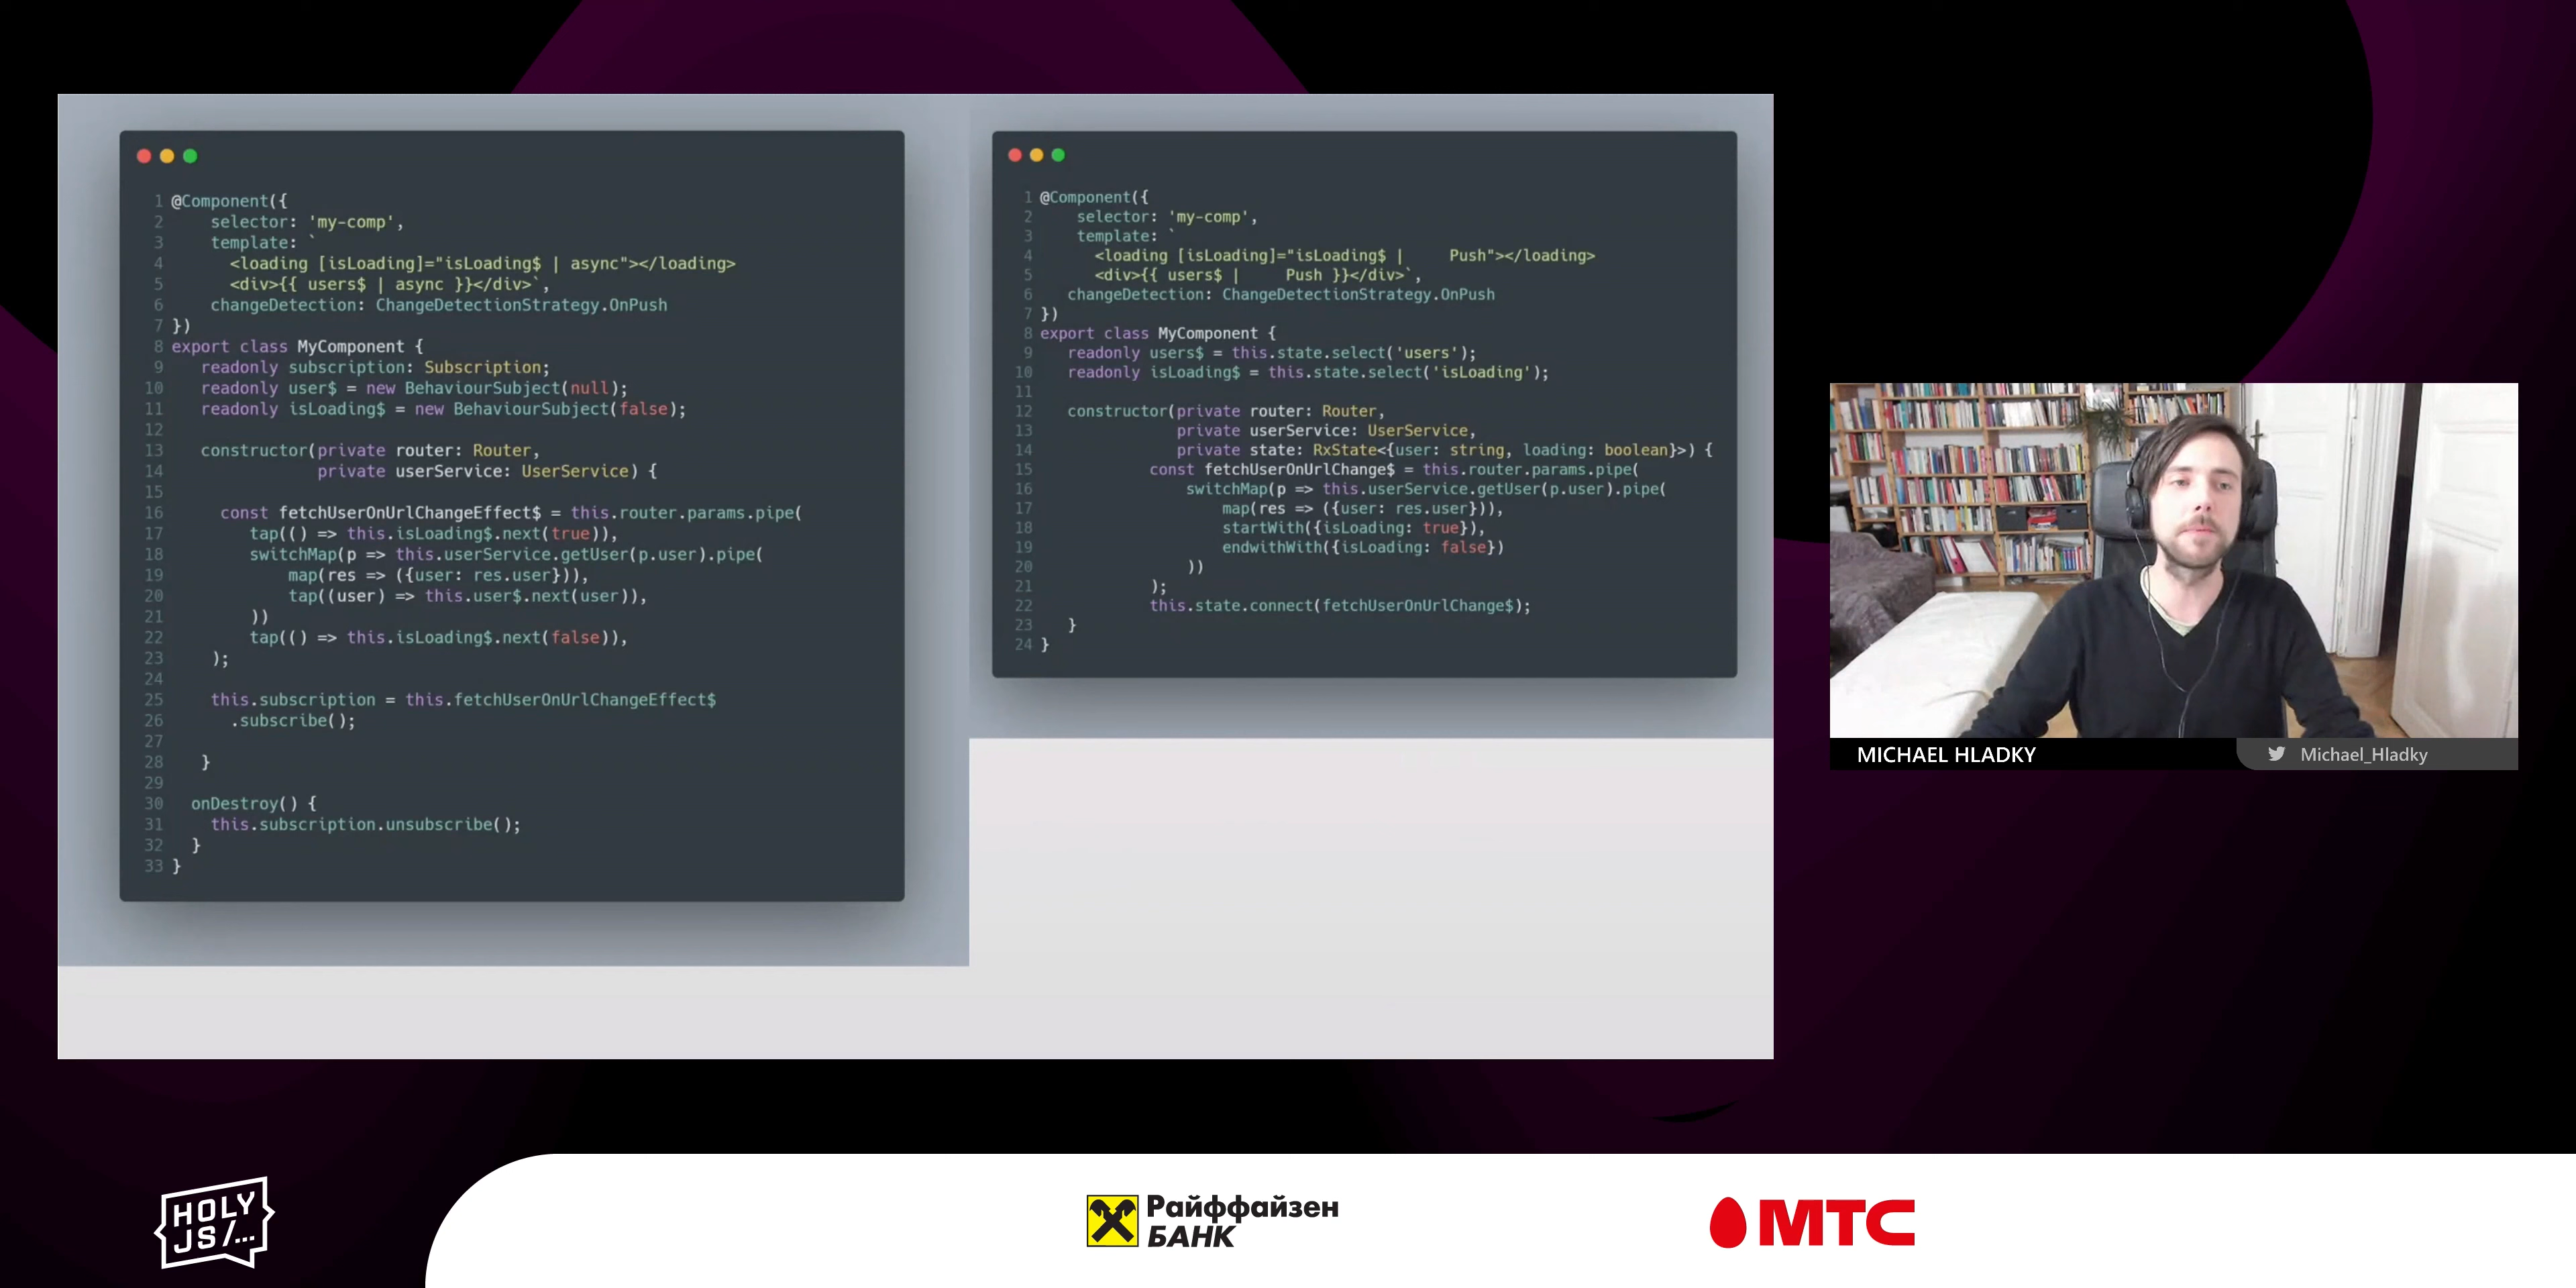 1 @Component({
2 selector: 'my-comp',
3 template: `
4 <loading [isLoading]="isLoading$ | async"></loading>
5 <div>{{ users$ | async }}</div>`,
6 changeDetection: ChangeDetectionStrategy.OnPush
7 })
8 export class MyComponent {
9 readonly subscription: Subscription;
10 readonly user$ = new BehaviourSubject(null);
11 readonly isLoading$ = new BehaviourSubject(false);
12
13 constructor(private router: Router,
14 private userService: UserService) {
15
16 const fetchUserOnUrlChangeEffect$ = this.router.params.pipe(
17 tap(() => this.isLoading$.next(true)),
18 switchMap(p => this.userService.getUser(p.user).pipe(
19 map(res => ({user: res.user})),
20 tap((user) => this.user$.next(user)),
21 ))
22 tap(() => this.isLoading$.next(false)),
23 );
24
25 this.subscription = this.fetchUserOnUrlChangeEffect$
26 .subscribe();
27
28 }
29
30 onDestroy() {
31 this.subscription.unsubscribe();
32 }
33 }
1 @Component({
2 selector: 'my-comp',
3 template: `
4 <loading [isLoading]="isLoading$ | Push"></loading>
5 <div>{{ users$ | Push }}</div>`,
6 changeDetection: ChangeDetectionStrategy.OnPush
7 })
8 export class MyComponent {
9 readonly users$ = this.state.select('users');
10 readonly isLoading$ = this.state.select('isLoading');
11
12 constructor(private router: Router,
13 private userService: UserService,
14 private state: RxState<{user: string, loading: boolean}>) {
15 const fetchUserOnUrlChange$ = this.router.params.pipe(
16 switchMap(p => this.userService.getUser(p.user).pipe(
17 map(res => ({user: res.user})),
18 startWith({isLoading: true}),
19 endwithWith({isLoading: false})
20 ))
21 );
22 this.state.connect(fetchUserOnUrlChange$);
23 }
24 }
MICHAEL HLADKY
Michael_Hladky
HOLY
JS/...
Райффайзен
БАНК
МТС